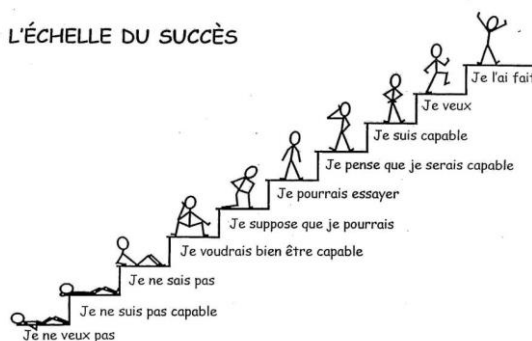 L'ÉCHELLE DU SUCCÈS
Je l'ai fait
Je veux
Je suis capable
Je pense que je serais capable
Je pourrais essayer
Je suppose que je pourrais
Je voudrais bien être capable
Je ne sais pas
Je ne suis pas capable
Je ne veux pas